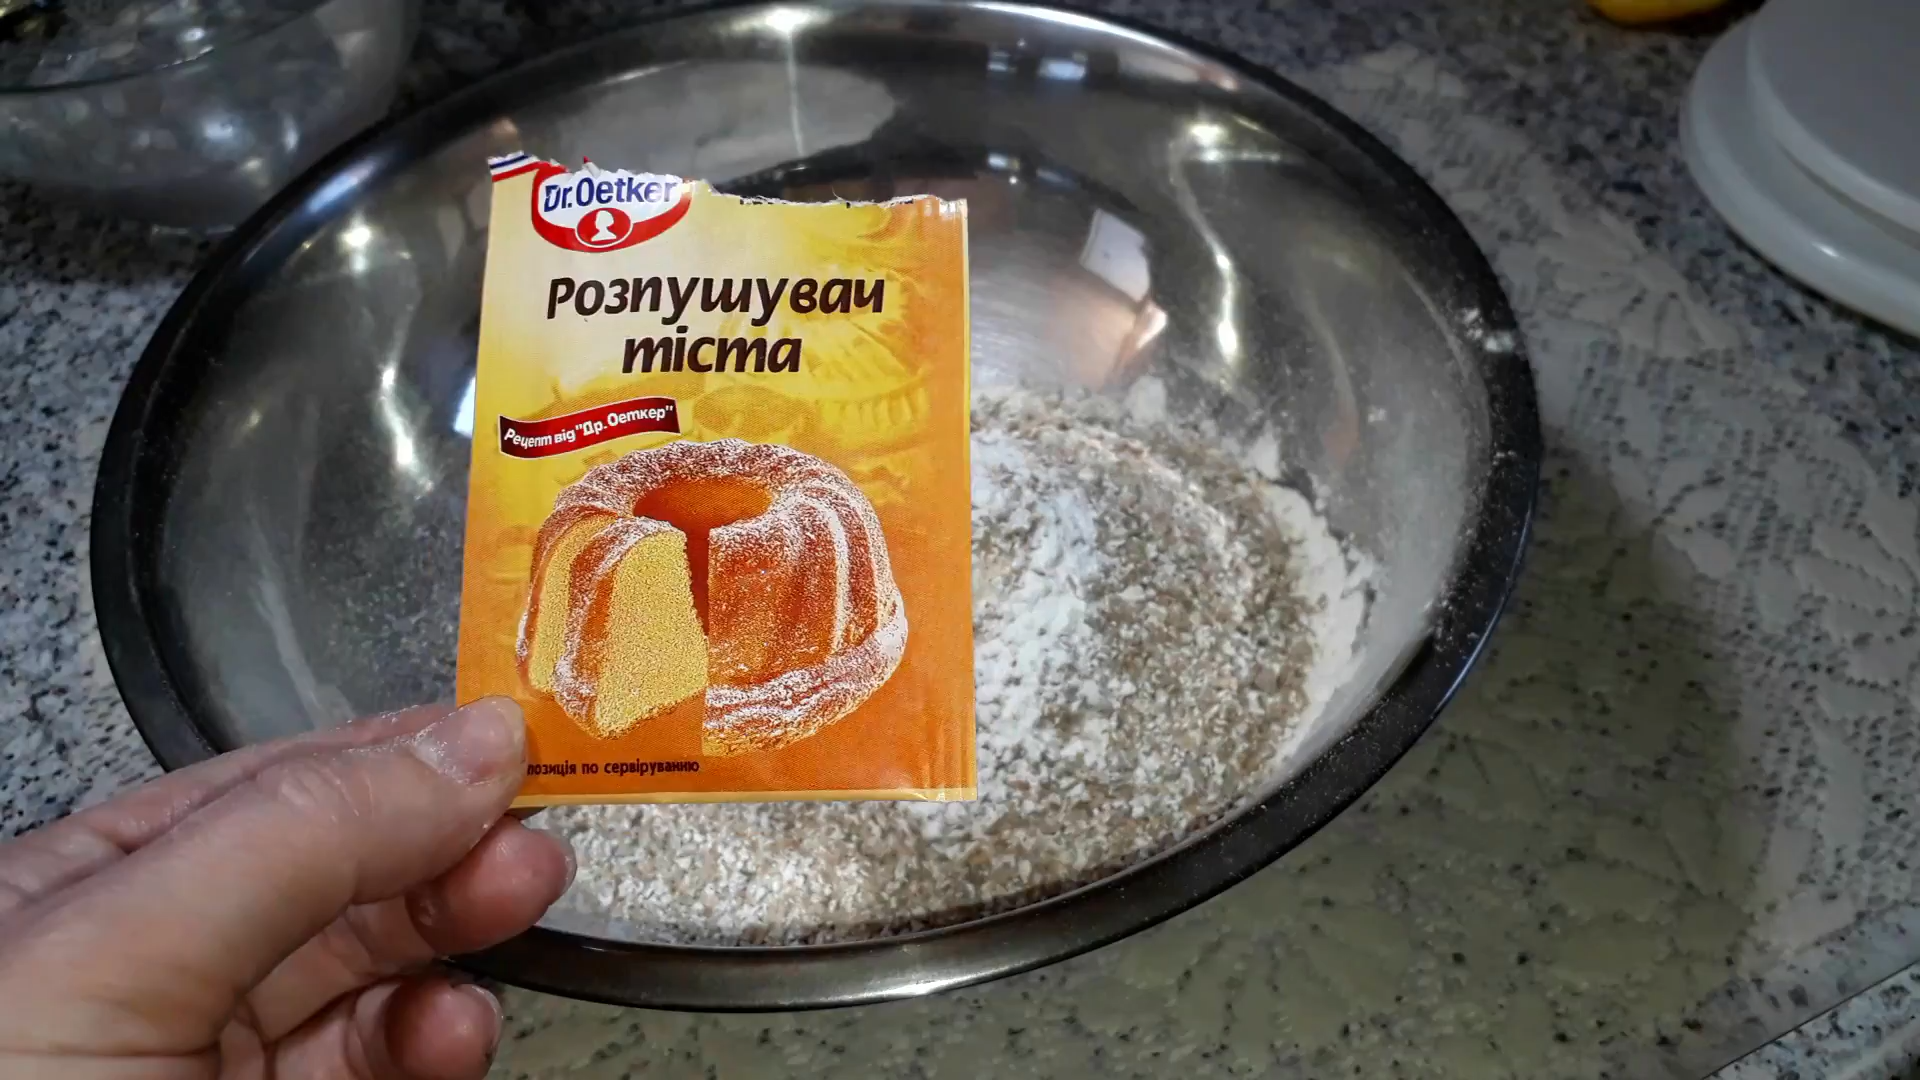 Dr.Oetker
Розпушувач
тіста
Рецепт від "Др. Оеткер"
позиція по сервіруванню